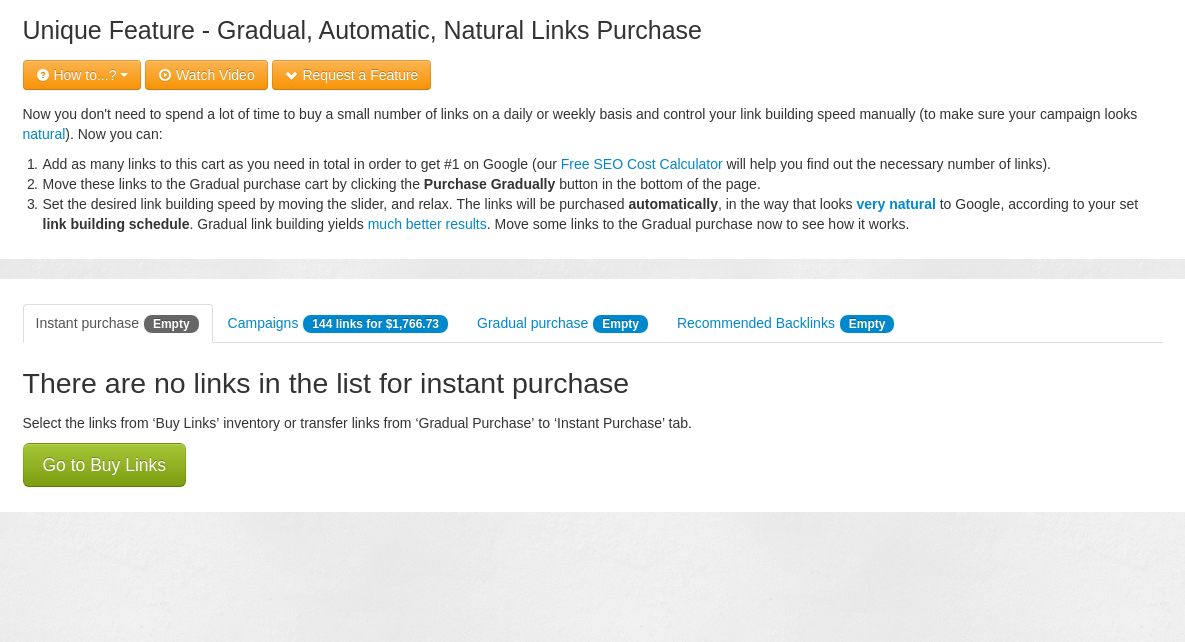 Unique Feature - Gradual, Automatic, Natural Links Purchase
How to...? Watch Video Request a Feature
Now you don't need to spend a lot of time to buy a small number of links on a daily or weekly basis and control your link building speed manually (to make sure your campaign looks
natural). Now you can:
1. Add as many links to this cart as you need in total in order to get #1 on Google (our Free SEO Cost Calculator will help you find out the necessary number of links).
2. Move these links to the Gradual purchase cart by clicking the Purchase Gradually button in the bottom of the page.
3. Set the desired link building speed by moving the slider, and relax. The links will be purchased automatically, in the way that looks very natural to Google, according to your set
link building schedule. Gradual link building yields much better results. Move some links to the Gradual purchase now to see how it works.
Instant purchase Empty Campaigns 144 links for $1,766.73 Gradual purchase Empty Recommended Backlinks Empty
There are no links in the list for instant purchase
Select the links from ‘Buy Links’ inventory or transfer links from ‘Gradual Purchase’ to ‘Instant Purchase’ tab.
Go to Buy Links